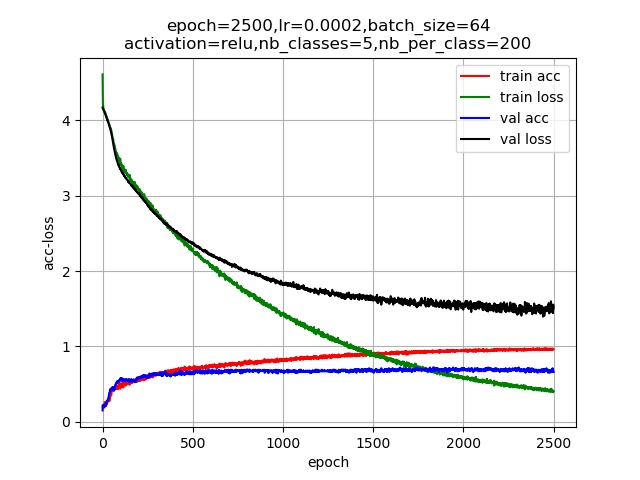 epoch=2500,lr=0.0002,batch_size=64
activation=relu,nb_classes=5,nb_per_class=200
train acc
train loss
val acc
val loss
4
3
2
1
0
acc-loss
0 500 1000 1500 2000 2500
epoch